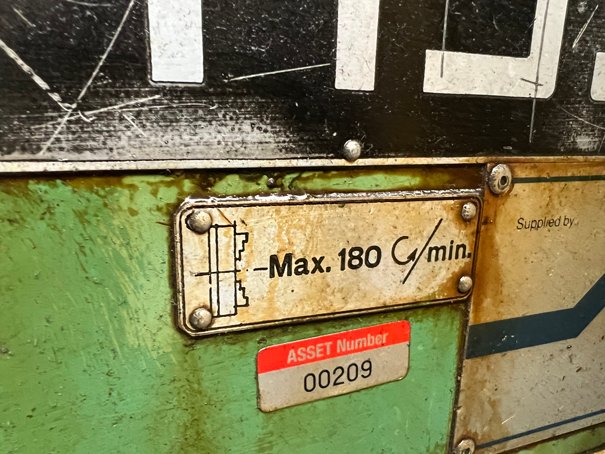 Max. 180 /min.
Supplied by
ASSET Number
00209